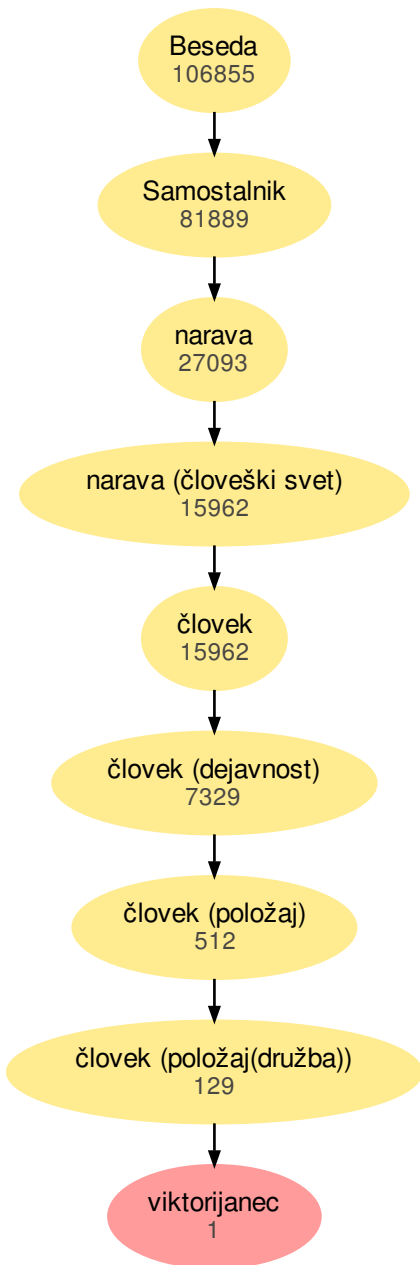 Beseda
106855
Samostalnik
81889
narava
27093
narava (človeški svet)
15962
človek
15962
človek (dejavnost)
7329
človek (položaj)
512
človek (položaj(družba))
129
viktorijanec
1